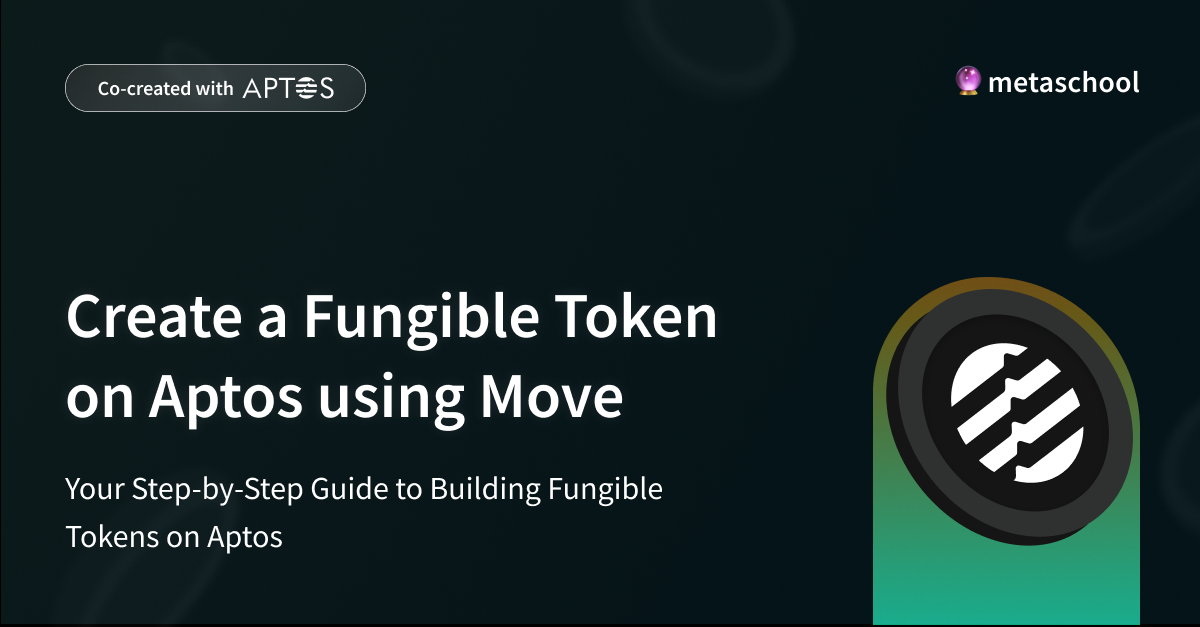 Co-created with APTOS
metaschool
Create a Fungible Token
on Aptos using Move
Your Step-by-Step Guide to Building Fungible
Tokens on Aptos